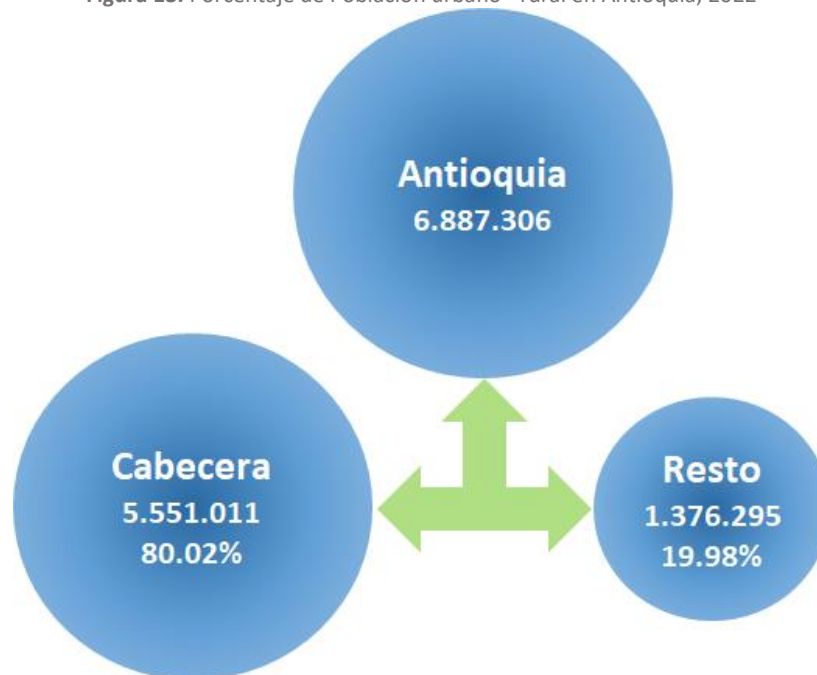 Figura 15. Porcentaje de Población urbano - rural en Antioquia, 2022
Antioquia
6.887.306
Cabecera
5.551.011
80.02%
Resto
1.376.295
19.98%